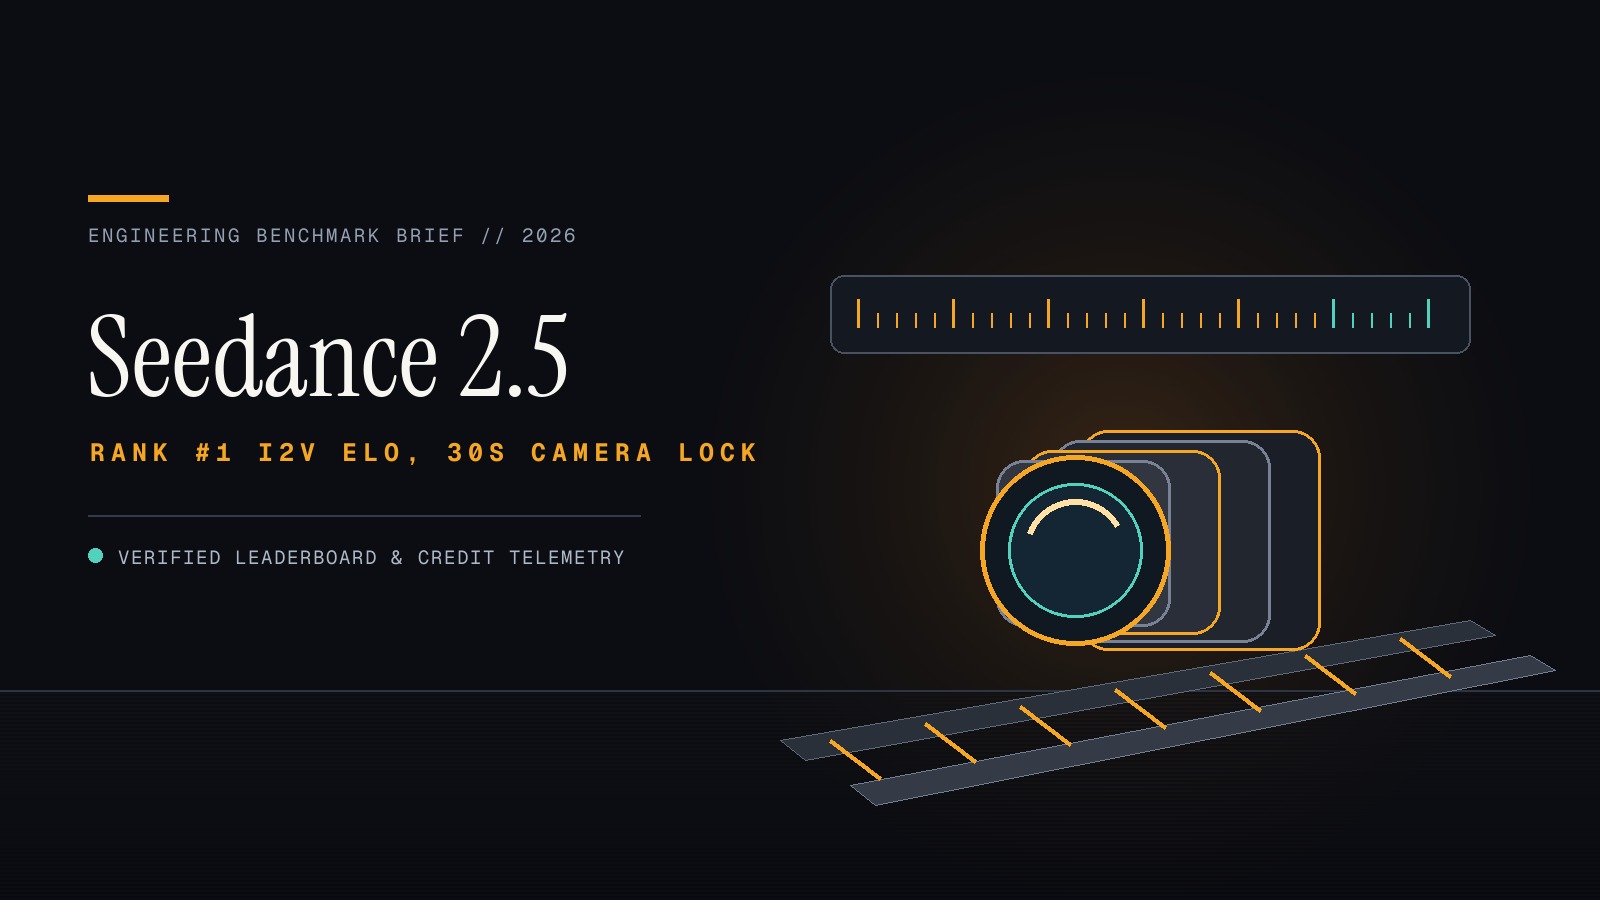 ENGINEERING BENCHMARK BRIEF // 2026
Seedance 2.5
RANK #1 I2V ELO, 30S CAMERA LOCK
VERIFIED LEADERBOARD & CREDIT TELEMETRY